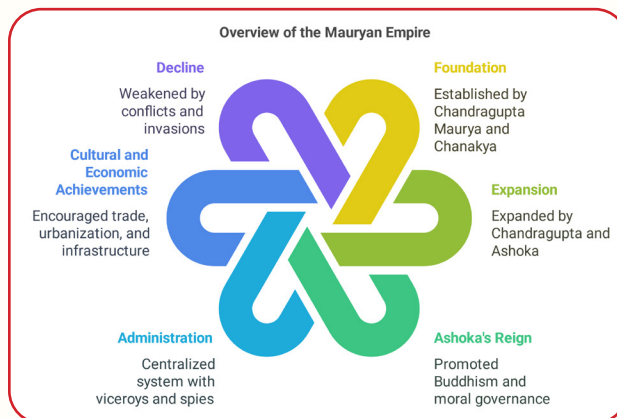 Overview of the Mauryan Empire
Decline
Weakened by
conflicts and
invasions
Foundation
Established by
Chandragupta
Maurya and
Chanakya
Cultural and
Economic
Achievements
Encouraged trade,
urbanization, and
infrastructure
Expansion
Expanded by
Chandragupta and
Ashoka
Administration
Centralized
system with
viceroys and spies
Ashoka's Reign
Promoted
Buddhism and
moral governance